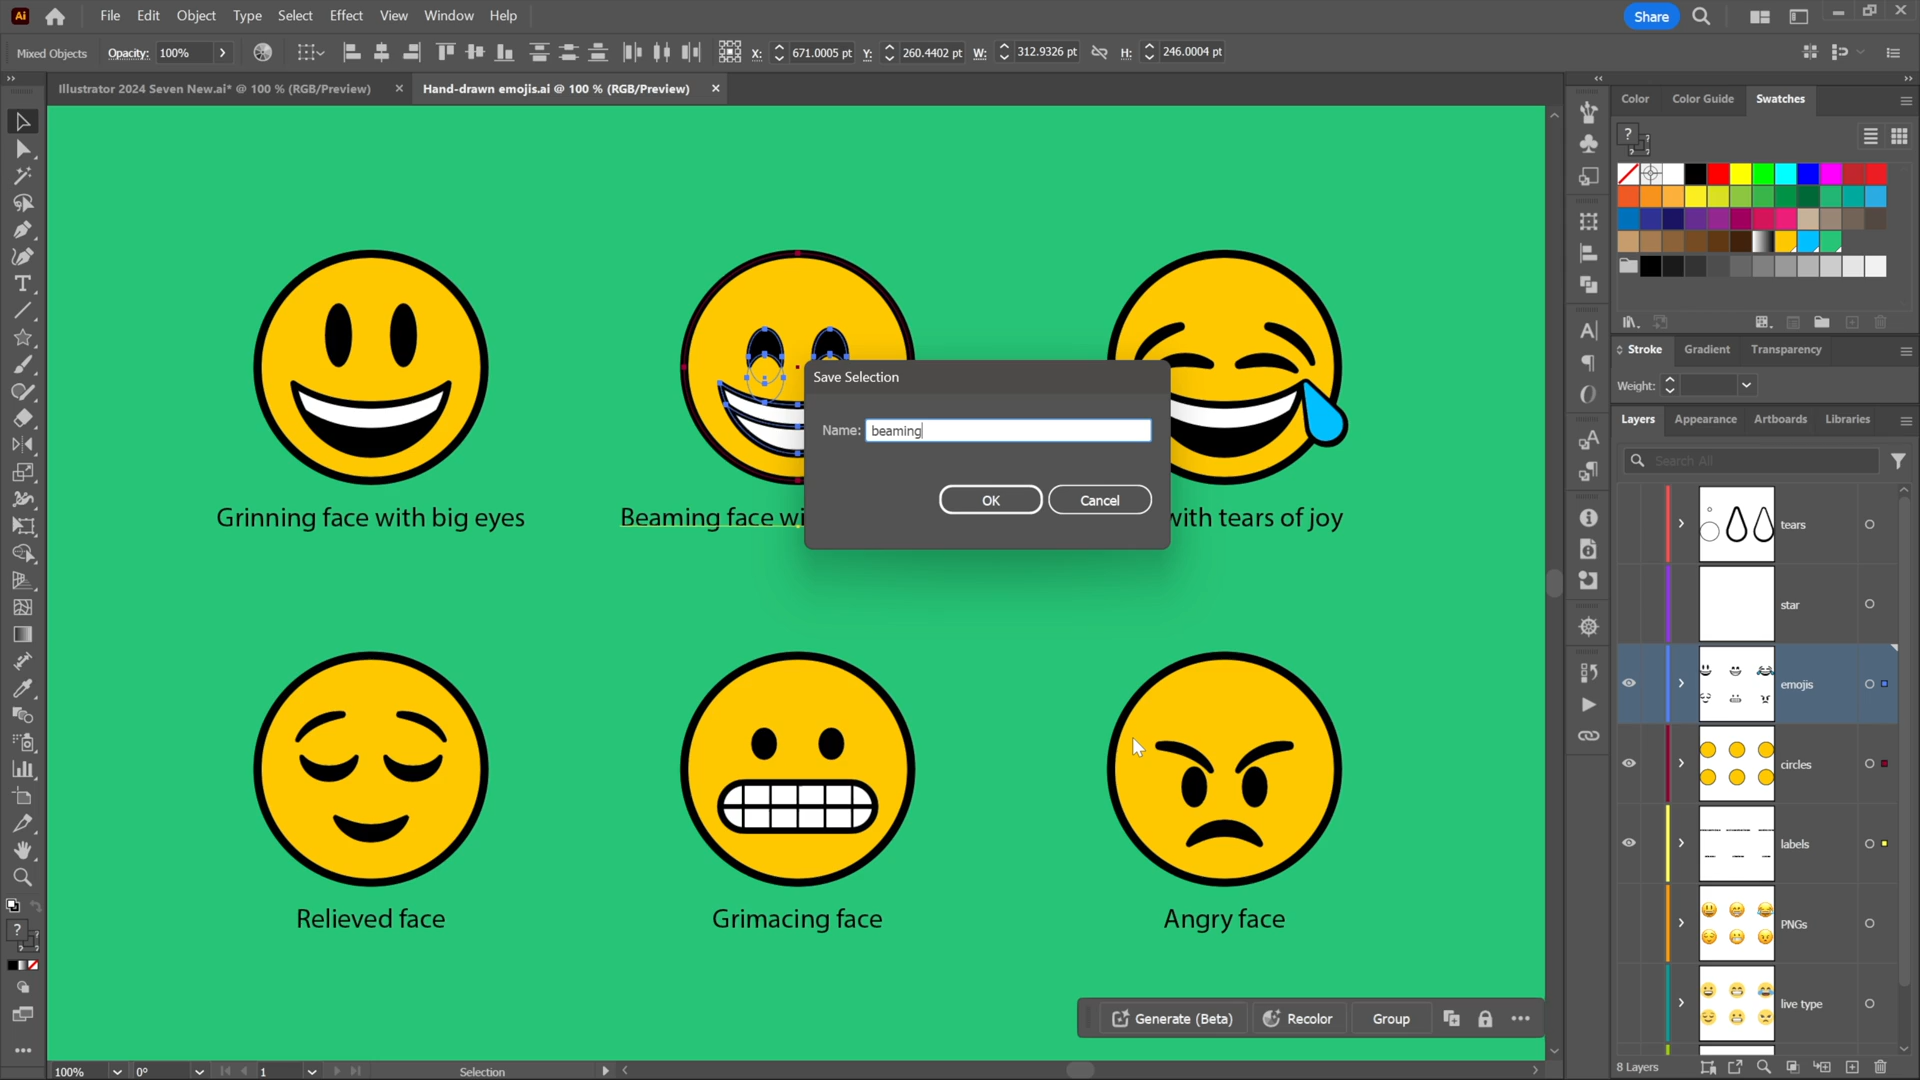 Ai File Edit Object Type Select Effect View Window Help Share
Mixed Objects Opacity: 100% X: 671.0005 pt Y: 260.4402 pt W: 312.9326 pt H: 246.0004 pt
Illustrator 2024 Seven New.ai* @ 100 % (RGB/Preview) × Hand-drawn emojis.ai @ 100 % (RGB/Preview) ×
Color Color Guide Swatches
Stroke Gradient Transparency
Weight:
Layers Appearance Artboards Libraries
Search All
Save Selection
Name: beaming
OK Cancel
Grinning face with big eyes
Beaming face wi
with tears of joy
Relieved face
Grimacing face
Angry face
tears
star
emojis
circles
labels
PNGs
live type
Generate (Beta) Recolor Group
100% 0° 1 Selection
8 Layers